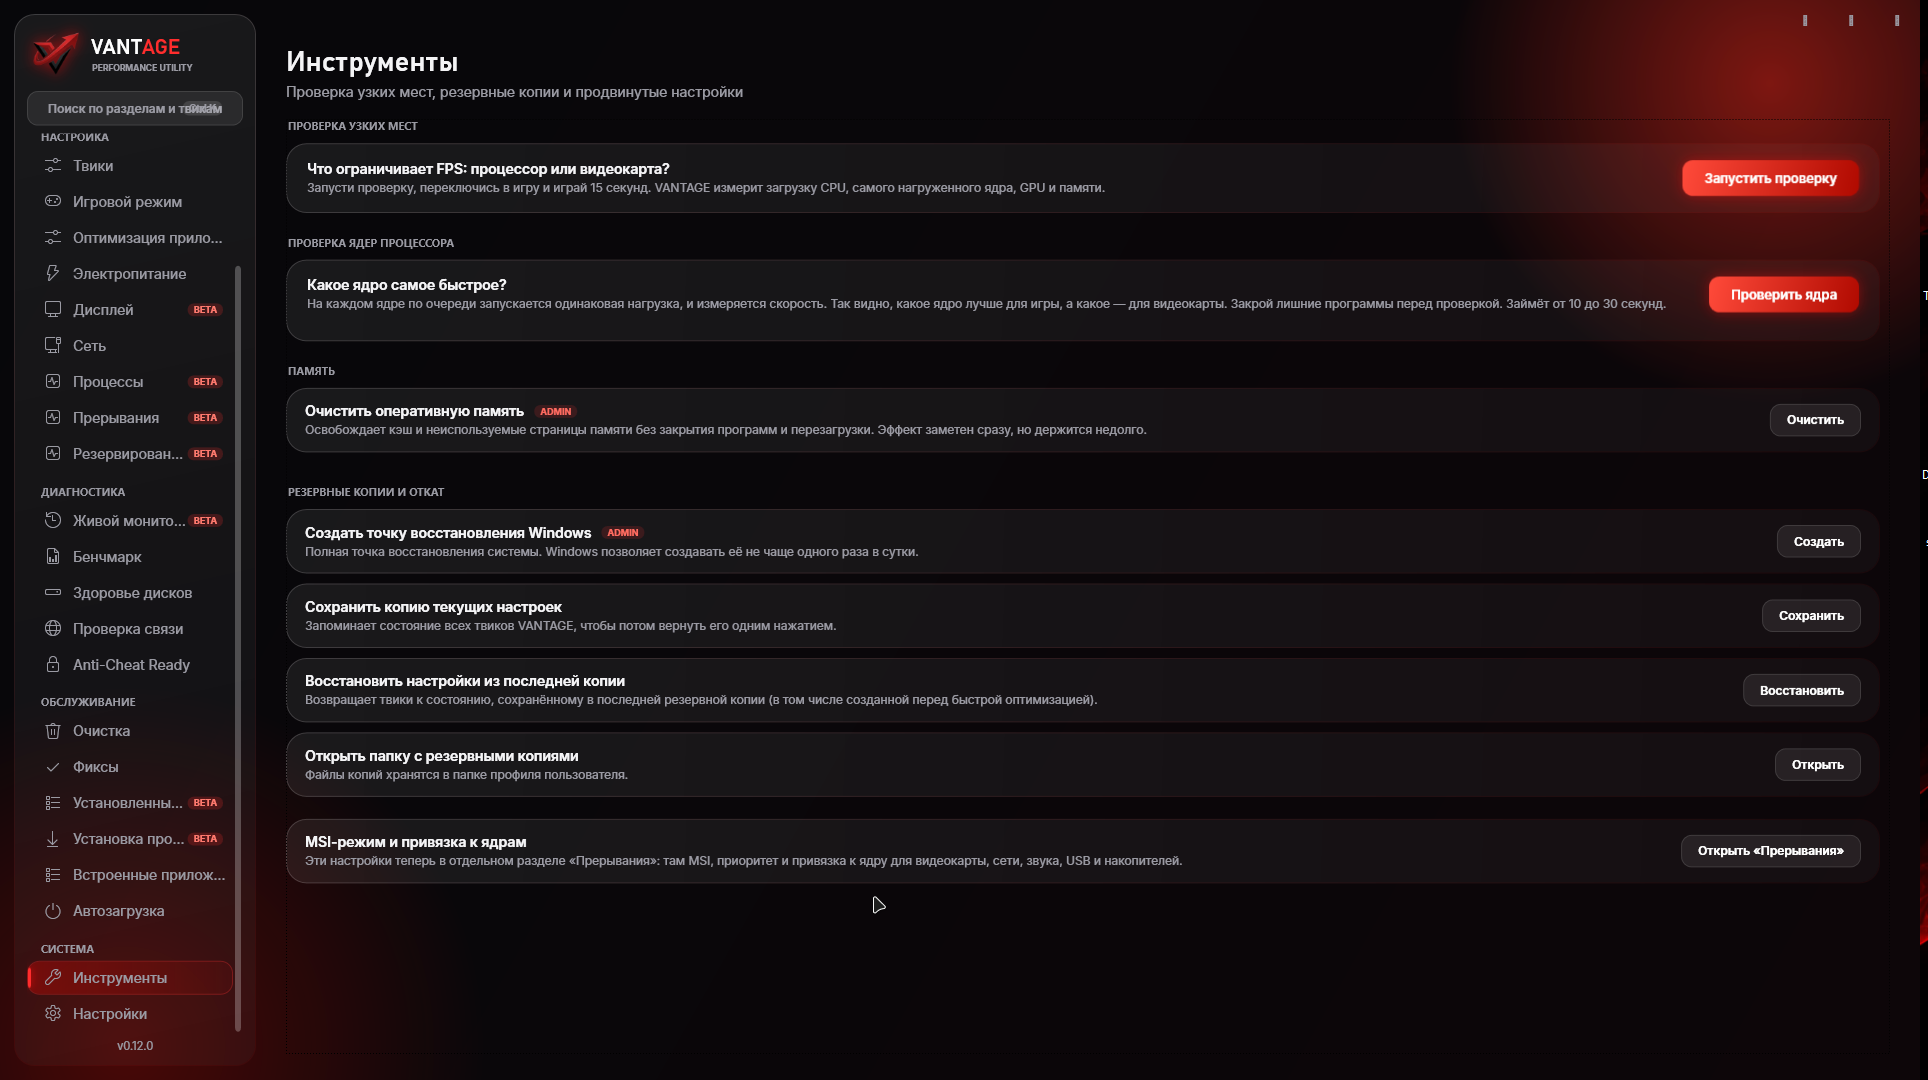 VANTAGE
PERFORMANCE UTILITY
Поиск по разделам и твикам
НАСТРОЙКА
Твики
Игровой режим
Оптимизация прило...
Электропитание
Дисплей BETA
Сеть
Процессы BETA
Прерывания BETA
Резервирован... BETA
ДИАГНОСТИКА
Живой монито... BETA
Бенчмарк
Здоровье дисков
Проверка связи
Anti-Cheat Ready
ОБСЛУЖИВАНИЕ
Очистка
Фиксы
Установленны... BETA
Установка про... BETA
Встроенные прилож...
Автозагрузка
СИСТЕМА
Инструменты
Настройки
v0.12.0
Инструменты
Проверка узких мест, резервные копии и продвинутые настройки
ПРОВЕРКА УЗКИХ МЕСТ
Что ограничивает FPS: процессор или видеокарта?
Запусти проверку, переключись в игру и играй 15 секунд. VANTAGE измерит загрузку CPU, самого нагруженного ядра, GPU и памяти.
Запустить проверку
ПРОВЕРКА ЯДЕР ПРОЦЕССОРА
Какое ядро самое быстрое?
На каждом ядре по очереди запускается одинаковая нагрузка, и измеряется скорость. Так видно, какое ядро лучше для игры, а какое — для видеокарты. Закрой лишние программы перед проверкой. Займёт от 10 до 30 секунд.
Проверить ядра
ПАМЯТЬ
Очистить оперативную память ADMIN
Освобождает кэш и неиспользуемые страницы памяти без закрытия программ и перезагрузки. Эффект заметен сразу, но держится недолго.
Очистить
РЕЗЕРВНЫЕ КОПИИ И ОТКАТ
Создать точку восстановления Windows ADMIN
Полная точка восстановления системы. Windows позволяет создавать её не чаще одного раза в сутки.
Создать
Сохранить копию текущих настроек
Запоминает состояние всех твиков VANTAGE, чтобы потом вернуть его одним нажатием.
Сохранить
Восстановить настройки из последней копии
Возвращает твики к состоянию, сохранённому в последней резервной копии (в том числе созданной перед быстрой оптимизацией).
Восстановить
Открыть папку с резервными копиями
Файлы копий хранятся в папке профиля пользователя.
Открыть
MSI-режим и привязка к ядрам
Эти настройки теперь в отдельном разделе «Прерывания»: там MSI, приоритет и привязка к ядру для видеокарты, сети, звука, USB и накопителей.
Открыть «Прерывания»